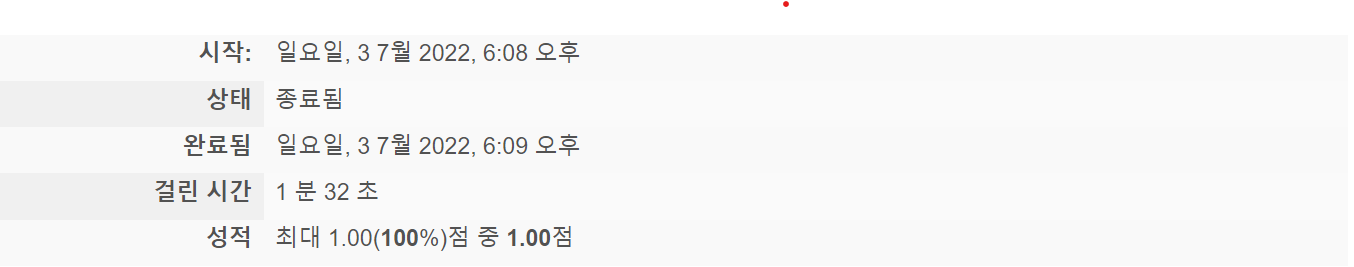 시작: 일요일, 3 7월 2022, 6:08 오후
상태 종료됨
완료됨 일요일, 3 7월 2022, 6:09 오후
걸린 시간 1 분 32 초
성적 최대 1.00(100%)점 중 1.00점